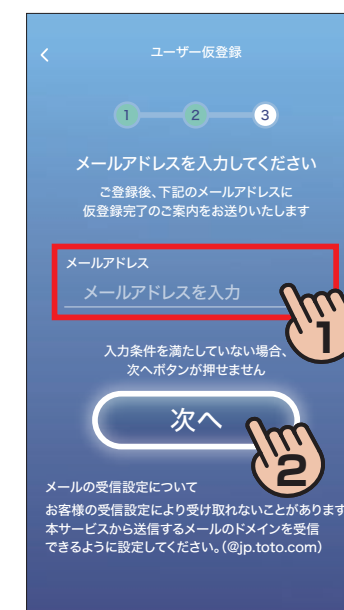 ユーザー仮登録
1 2 3
メールアドレスを入力してください
ご登録後、下記のメールアドレスに
仮登録完了のご案内をお送りいたします
メールアドレス
メールアドレスを入力
1
入力条件を満たしていない場合、
次へボタンが押せません
次へ
2
メールの受信設定について
お客様の受信設定により受け取れないことがあります
本サービスから送信するメールのドメインを受信
できるように設定してください。(@jp.toto.com)